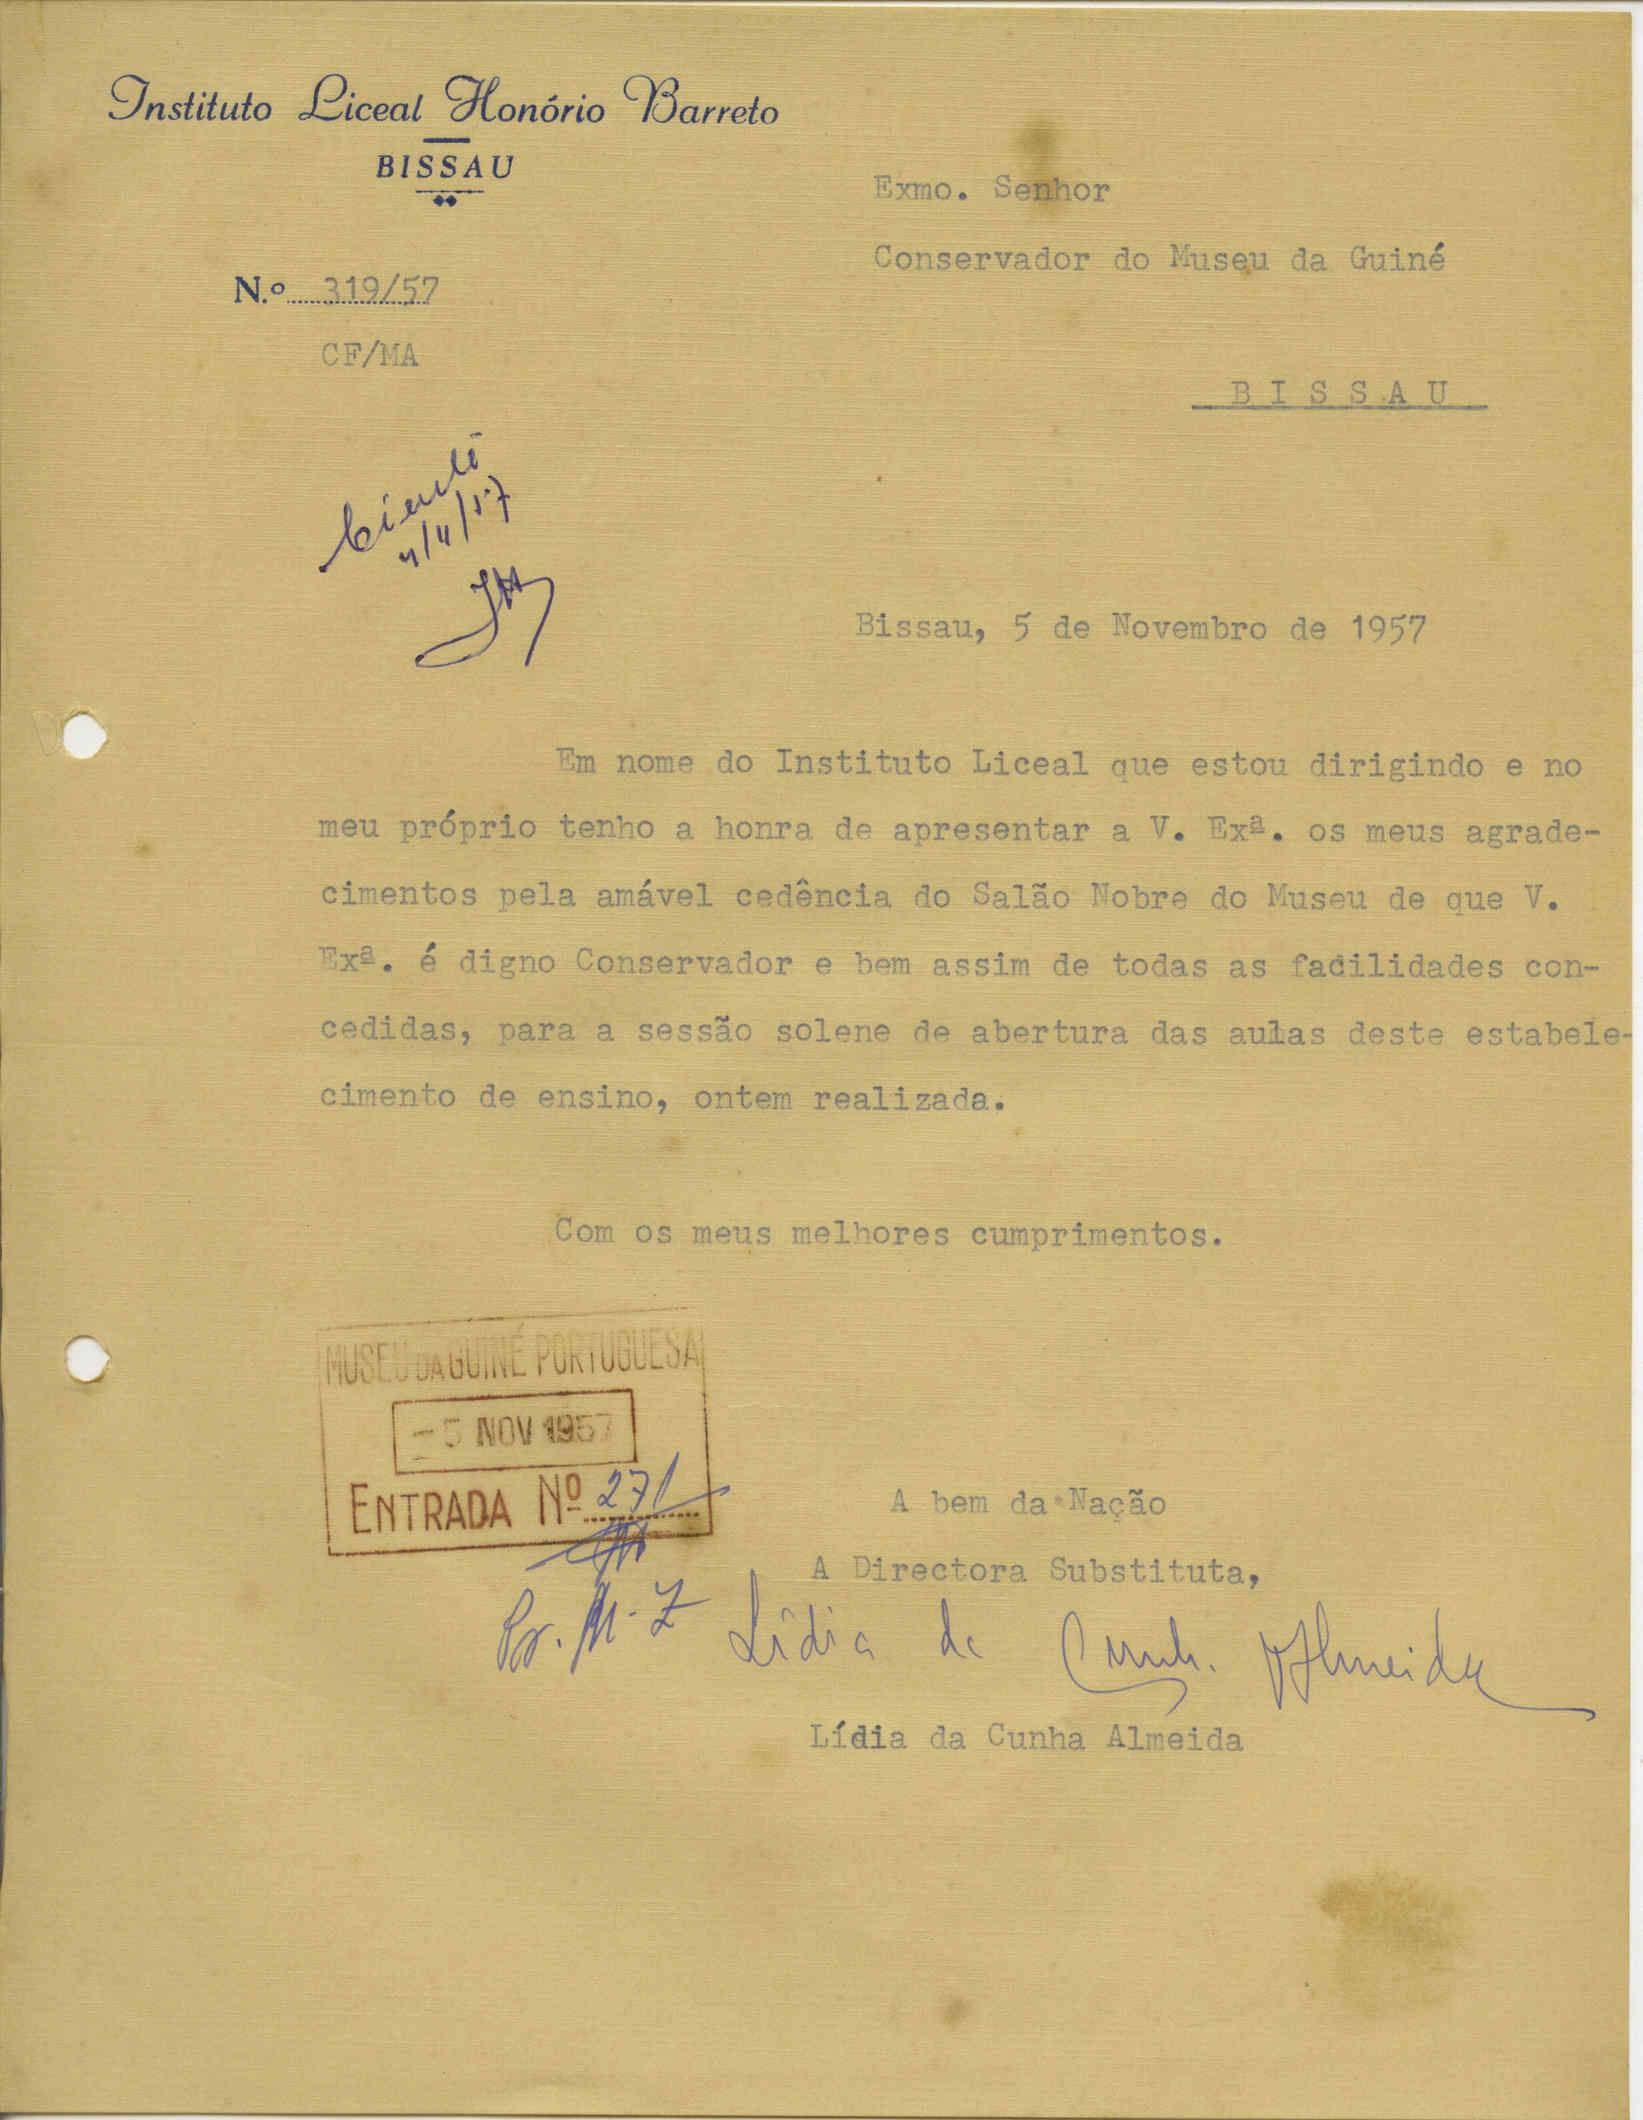 Instituto Liceal Honório Barreto
BISSAU
N.º 319/57
CF/MA
Exmo. Senhor
Conservador do Museu da Guiné
B I S S A U
Ciente
Bissau, 5 de Novembro de 1957
Em nome do Instituto Liceal que estou dirigindo e no
meu próprio tenho a honra de apresentar a V. Exª. os meus agrade-
cimentos pela amável cedência do Salão Nobre do Museu de que V.
Exª. é digno Conservador e bem assim de todas as facilidades con-
cedidas, para a sessão solene de abertura das aulas deste estabele-
cimento de ensino, ontem realizada.
Com os meus melhores cumprimentos.
MUSEU DA GUINÉ PORTUGUESA
-5 NOV 1957
ENTRADA Nº 271
A bem da Nação
A Directora Substituta,
Lídia da Cunha Almeida
Lídia da Cunha Almeida